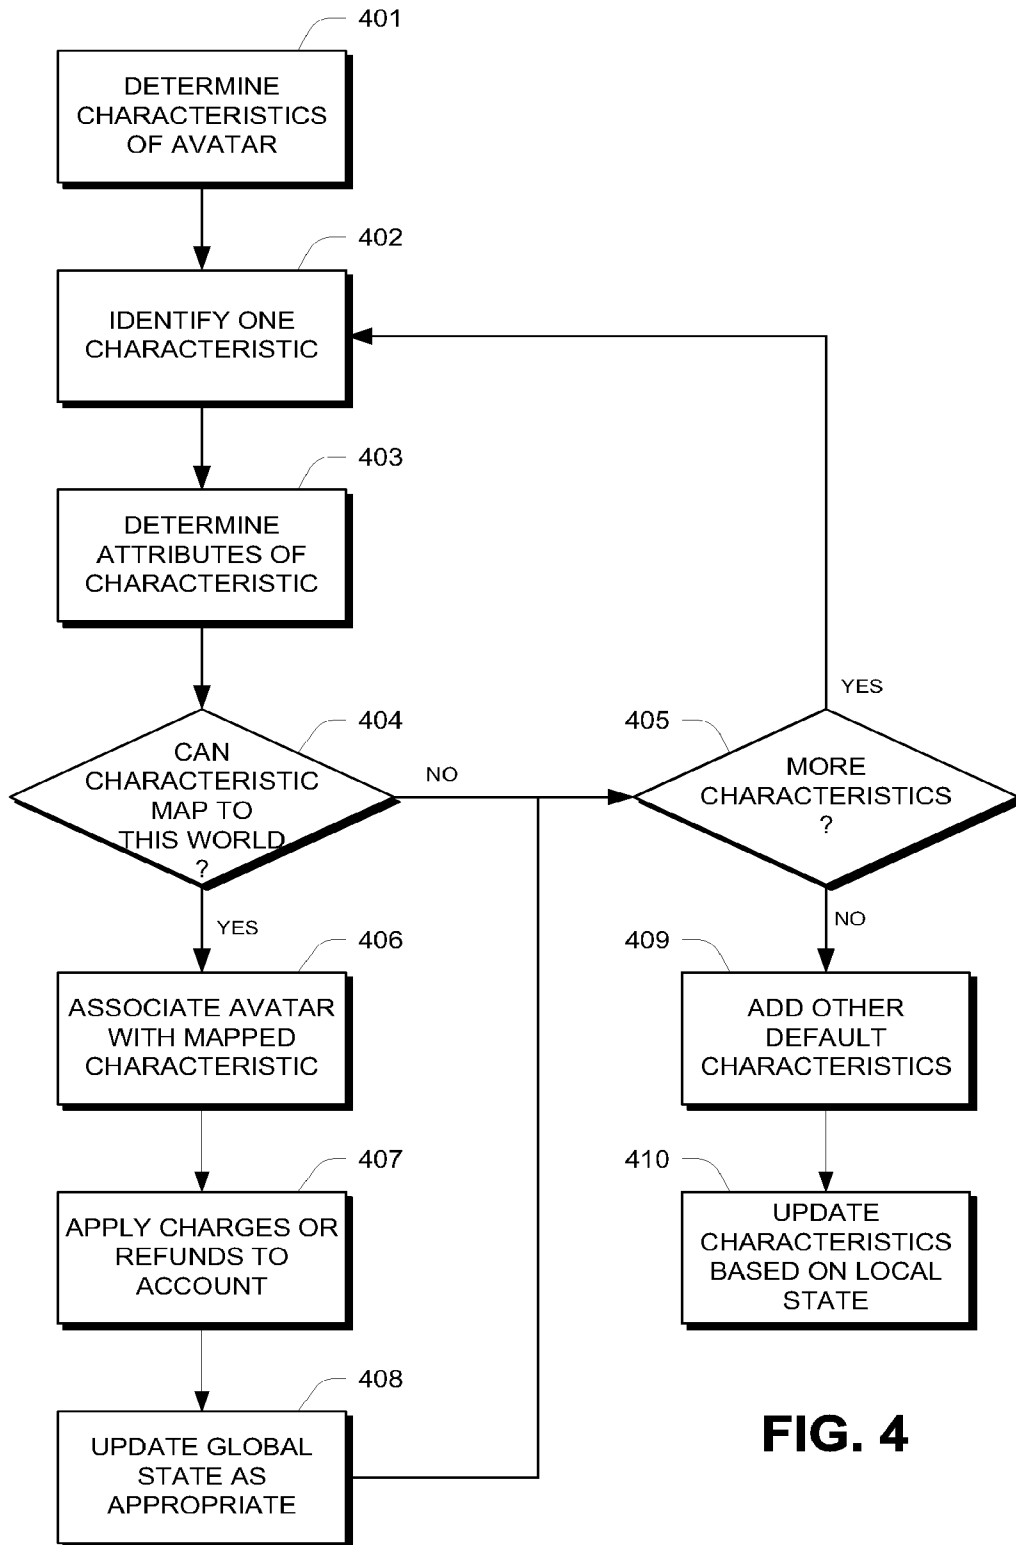 401
DETERMINE
CHARACTERISTICS
OF AVATAR
402
IDENTIFY ONE
CHARACTERISTIC
403
DETERMINE
ATTRIBUTES OF
CHARACTERISTIC
404
CAN
CHARACTERISTIC
MAP TO
THIS WORLD
?
NO
YES
405
MORE
CHARACTERISTICS
?
YES
NO
406
ASSOCIATE AVATAR
WITH MAPPED
CHARACTERISTIC
407
APPLY CHARGES OR
REFUNDS TO
ACCOUNT
408
UPDATE GLOBAL
STATE AS
APPROPRIATE
409
ADD OTHER
DEFAULT
CHARACTERISTICS
410
UPDATE
CHARACTERISTICS
BASED ON LOCAL
STATE
FIG. 4